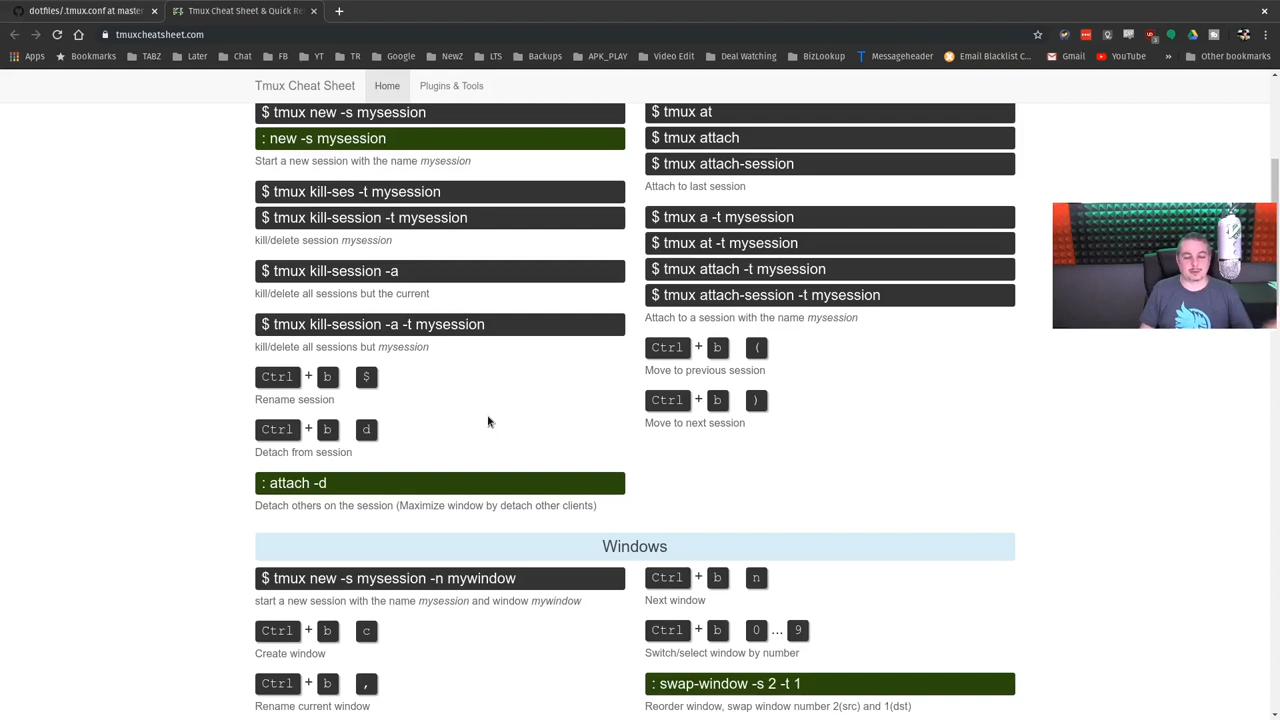 dotfiles/.tmux.conf at master
Tmux Cheat Sheet & Quick Re
tmuxcheatsheet.com
Apps
Bookmarks
TABZ
Later
Chat
FB
YT
TR
Google
NewZ
LTS
Backups
APK_PLAY
Video Edit
Deal Watching
BizLookup
Messageheader
Email Blacklist C...
Gmail
YouTube
»
Other bookmarks
Tmux Cheat Sheet
Home
Plugins & Tools
$ tmux new -s mysession
: new -s mysession
Start a new session with the name mysession
$ tmux kill-ses -t mysession
$ tmux kill-session -t mysession
kill/delete session mysession
$ tmux kill-session -a
kill/delete all sessions but the current
$ tmux kill-session -a -t mysession
kill/delete all sessions but mysession
Ctrl + b $
Rename session
Ctrl + b d
Detach from session
: attach -d
Detach others on the session (Maximize window by detach other clients)
$ tmux at
$ tmux attach
$ tmux attach-session
Attach to last session
$ tmux a -t mysession
$ tmux at -t mysession
$ tmux attach -t mysession
$ tmux attach-session -t mysession
Attach to a session with the name mysession
Ctrl + b (
Move to previous session
Ctrl + b )
Move to next session
Windows
$ tmux new -s mysession -n mywindow
start a new session with the name mysession and window mywindow
Ctrl + b c
Create window
Ctrl + b ,
Rename current window
Ctrl + b n
Next window
Ctrl + b 0 ... 9
Switch/select window by number
: swap-window -s 2 -t 1
Reorder window, swap window number 2(src) and 1(dst)